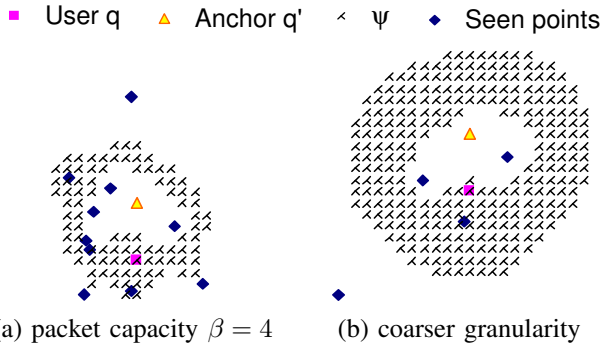 User q Anchor q' ψ Seen points
a) packet capacity β = 4 (b) coarser granularity